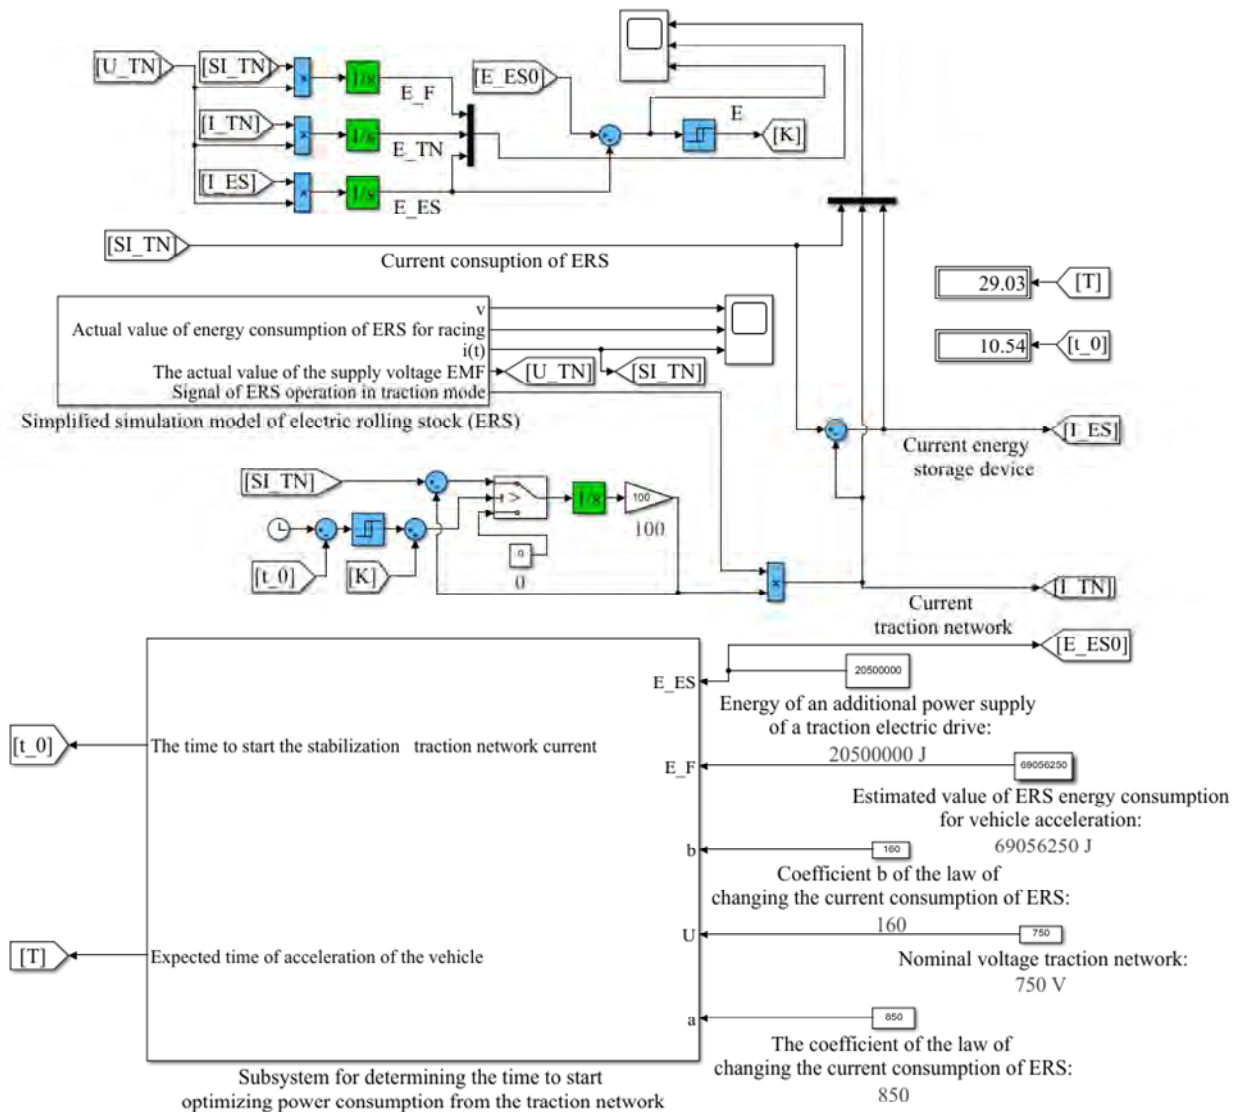 [U_TN]
[SI_TN]
[I_TN]
[I_ES]
×
×
×
1/s
1/s
1/s
E_F
E_TN
E_ES
[E_ES0]
E
[K]
[SI_TN]
Current consuption of ERS
29.03
[T]
10.54
[t_0]
v
Actual value of energy consumption of ERS for racing
i(t)
The actual value of the supply voltage EMF
Signal of ERS operation in traction mode
[U_TN]
[SI_TN]
Simplified simulation model of electric rolling stock (ERS)
[I_ES]
Current energy
storage device
[SI_TN]
>
1/s
100
100
[t_0]
[K]
0
0
×
[I_TN]
Current
traction network
[E_ES0]
E_ES
20500000
Energy of an additional power supply
of a traction electric drive:
20500000 J
[t_0]
The time to start the stabilization traction network current
E_F
69056250
Estimated value of ERS energy consumption
for vehicle acceleration:
69056250 J
b
160
Coefficient b of the law of
changing the current consumption of ERS:
160
[T]
Expected time of acceleration of the vehicle
U
750
Nominal voltage traction network:
750 V
a
850
The coefficient of the law of
changing the current consumption of ERS:
850
Subsystem for determining the time to start
optimizing power consumption from the traction network